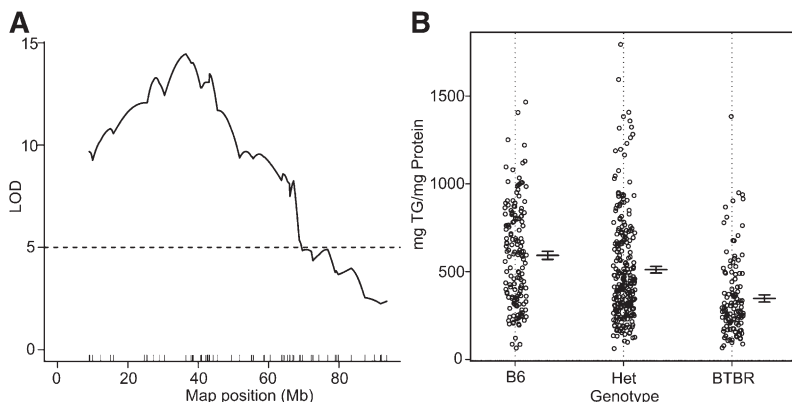 A
15
10
5
0
LOD
0 20 40 60 80
Map position (Mb)
B
1500
1000
500
0
mg TG/mg Protein
B6 Het BTBR
Genotype